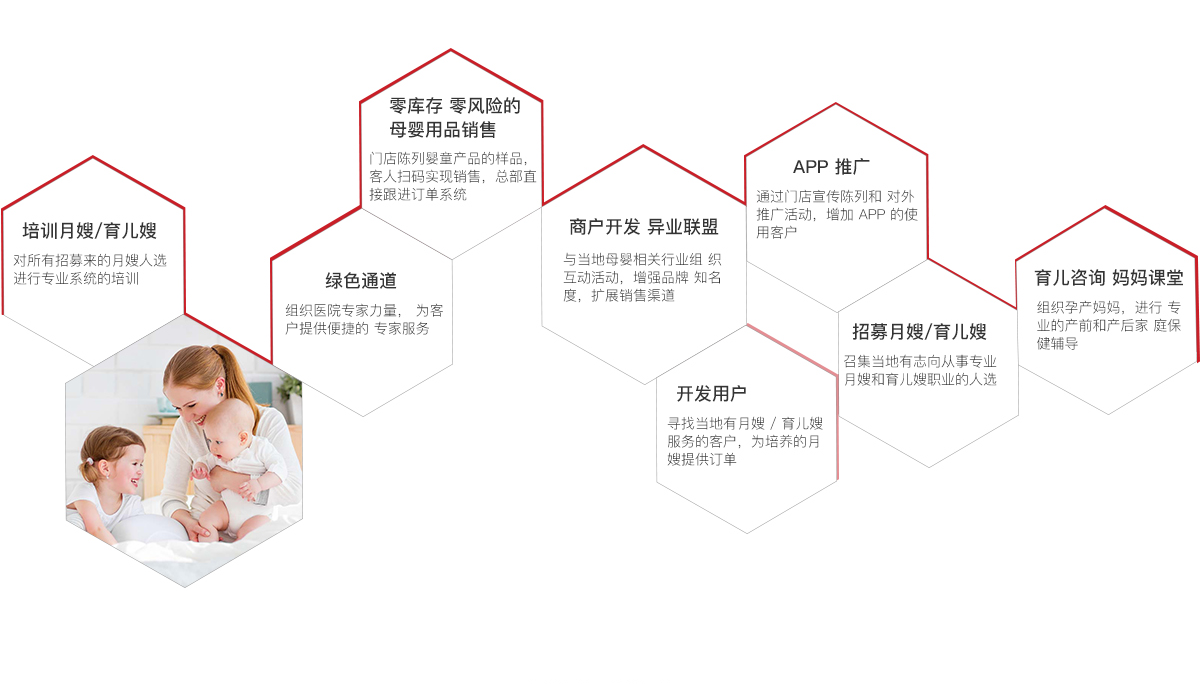 培训月嫂/育儿嫂
对所有招募来的月嫂人选
进行专业系统的培训
零库存 零风险的
母婴用品销售
门店陈列婴童产品的样品，
客人扫码实现销售，总部直
接跟进订单系统
绿色通道
组织医院专家力量， 为客
户提供便捷的 专家服务
商户开发 异业联盟
与当地母婴相关行业组 织
互动活动，增强品牌 知名
度，扩展销售渠道
开发用户
寻找当地有月嫂 / 育儿嫂
服务的客户，为培养的月
嫂提供订单
APP 推广
通过门店宣传陈列和 对外
推广活动，增加 APP 的使
用客户
招募月嫂/育儿嫂
召集当地有志向从事专业
月嫂和育儿嫂职业的人选
育儿咨询 妈妈课堂
组织孕产妈妈，进行 专
业的产前和产后家 庭保
健辅导